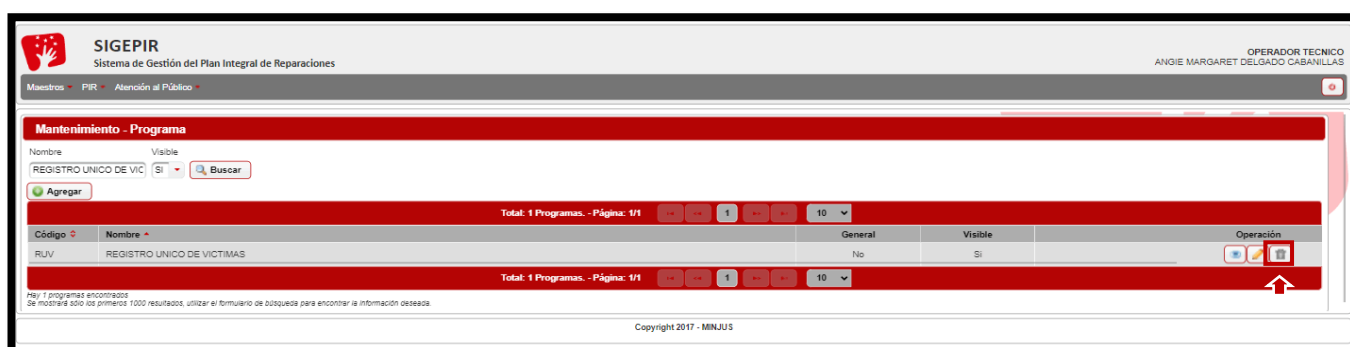 SIGEPIR
Sistema de Gestión del Plan Integral de Reparaciones
OPERADOR TECNICO
ANGIE MARGARET DELGADO CABANILLAS
Maestros PIR Atención al Público
Mantenimiento - Programa
Nombre Visible
REGISTRO UNICO DE VIC SI Buscar
Agregar
Total: 1 Programas. - Página: 1/1 1 10
Código Nombre General Visible Operación
RUV REGISTRO UNICO DE VICTIMAS No Si
Total: 1 Programas. - Página: 1/1 1 10
Hay 1 programas encontrados
Se mostrará sólo los primeros 1000 resultados, utilizar el formulario de búsqueda para encontrar la información deseada.
Copyright 2017 - MINJUS